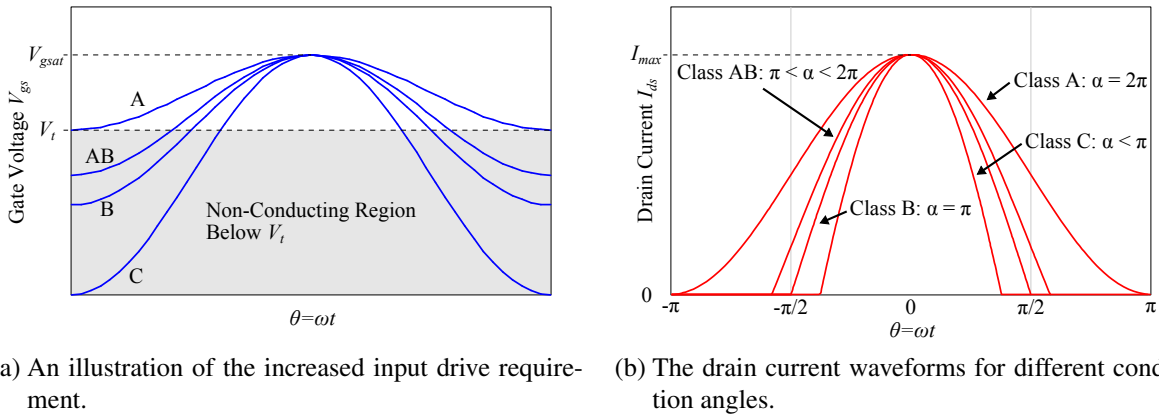 Gate Voltage V_gs
V_gsat
V_t
A
AB
B
C
Non-Conducting Region
Below V_t
θ=ωt
a) An illustration of the increased input drive require-
ment.
Drain Current I_ds
I_max
0
Class AB: π < α < 2π
Class A: α = 2π
Class C: α < π
Class B: α = π
-π
-π/2
0
π/2
π
θ=ωt
(b) The drain current waveforms for different cond
tion angles.